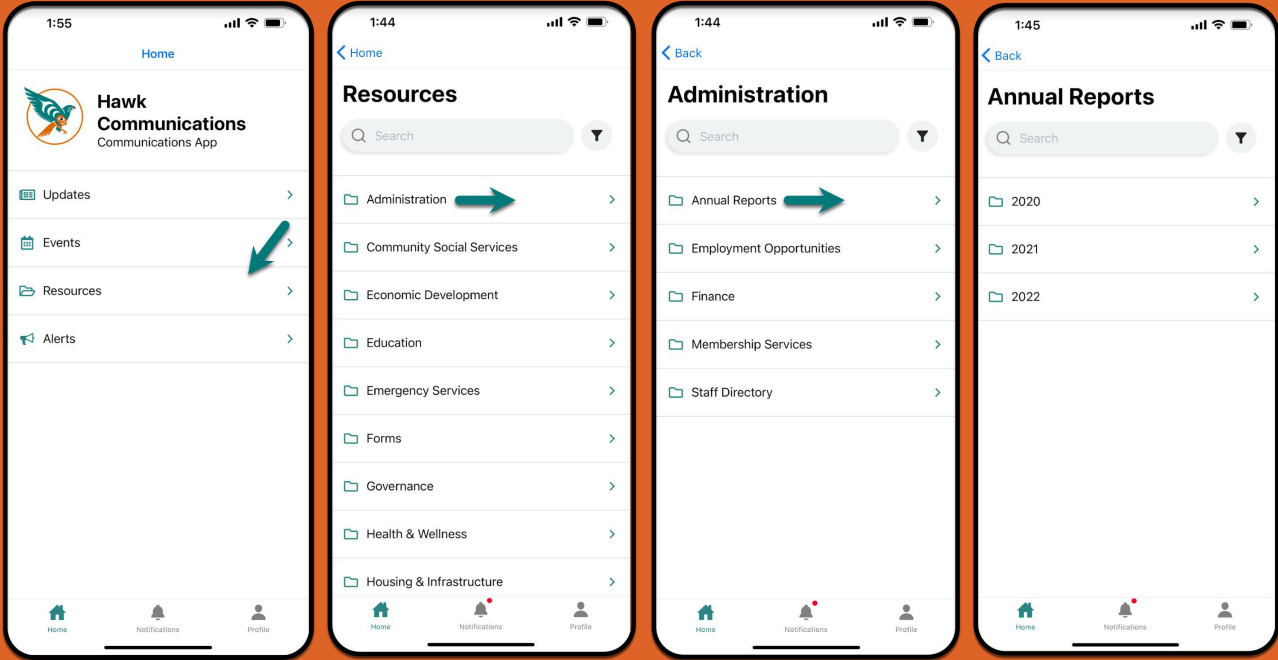 1:55
Home
Hawk
Communications
Communications App
Updates
Events
Resources
Alerts
Home
Notifications
Profile
1:44
Home
Resources
Search
Administration
Community Social Services
Economic Development
Education
Emergency Services
Forms
Governance
Health & Wellness
Housing & Infrastructure
Home
Notifications
Profile
1:44
Back
Administration
Search
Annual Reports
Employment Opportunities
Finance
Membership Services
Staff Directory
Home
Notifications
Profile
1:45
Back
Annual Reports
Search
2020
2021
2022
Home
Notifications
Profile